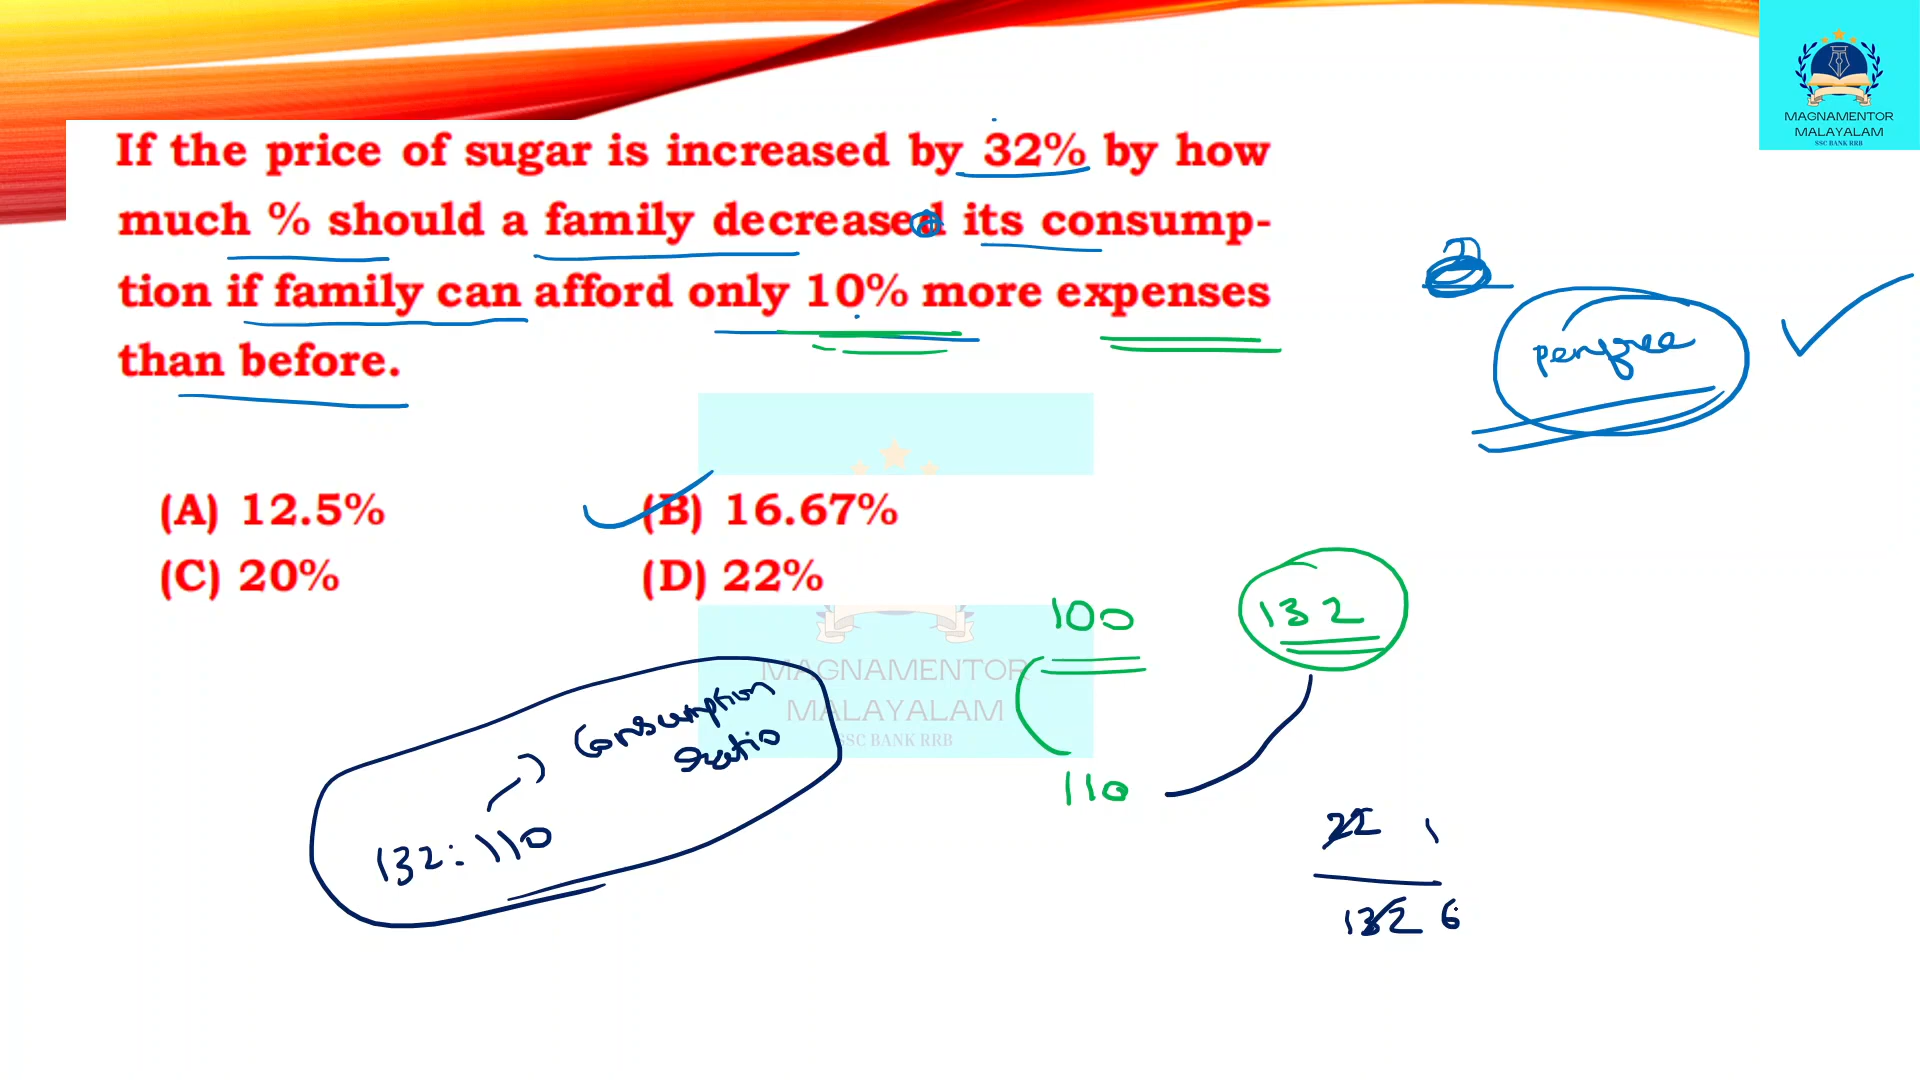 MAGNAMENTOR
MALAYALAM
SSC BANK RRB
If the price of sugar is increased by 32% by how
much % should a family decreased its consump-
tion if family can afford only 10% more expenses
than before.
(A) 12.5%
(B) 16.67%
(C) 20%
(D) 22%
100
132
MAGNAMENTOR
MALAYALAM
SSC BANK RRB
Consumption
ratio
110
132:110
22 1
132 6